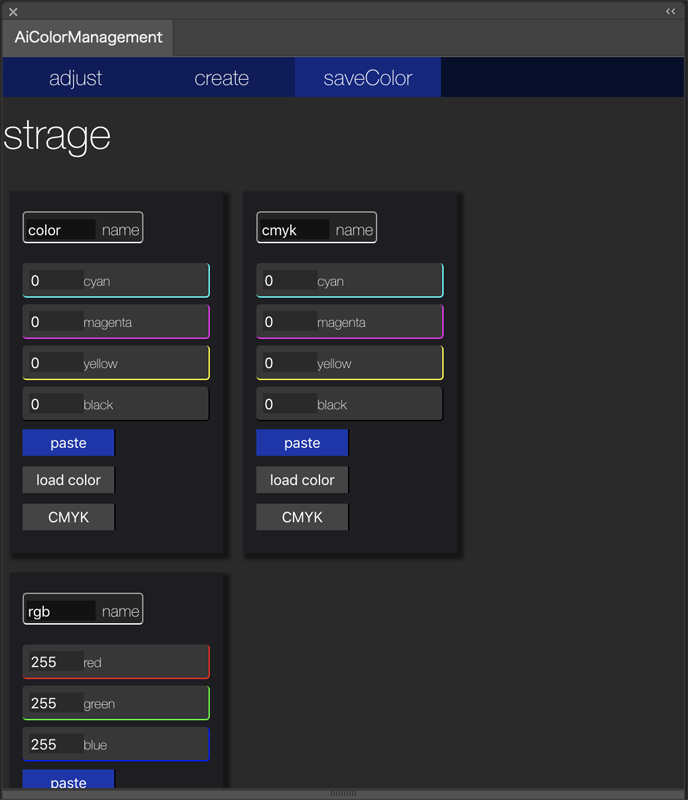 AiColorManagement
adjust create saveColor
strage
color name
0 cyan
0 magenta
0 yellow
0 black
paste
load color
CMYK
cmyk name
0 cyan
0 magenta
0 yellow
0 black
paste
load color
CMYK
rgb name
255 red
255 green
255 blue
paste